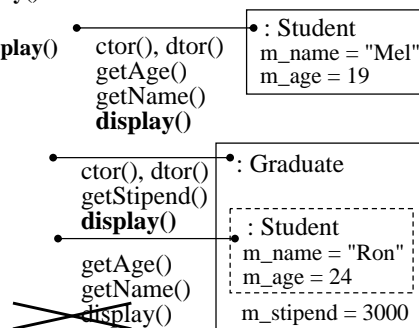 play()
ctor(), dtor()
getAge()
getName()
display()
: Student
m_name = "Mel"
m_age = 19
ctor(), dtor()
getStipend()
display()
: Graduate
getAge()
getName()
display()
: Student
m_name = "Ron"
m_age = 24
m_stipend = 3000